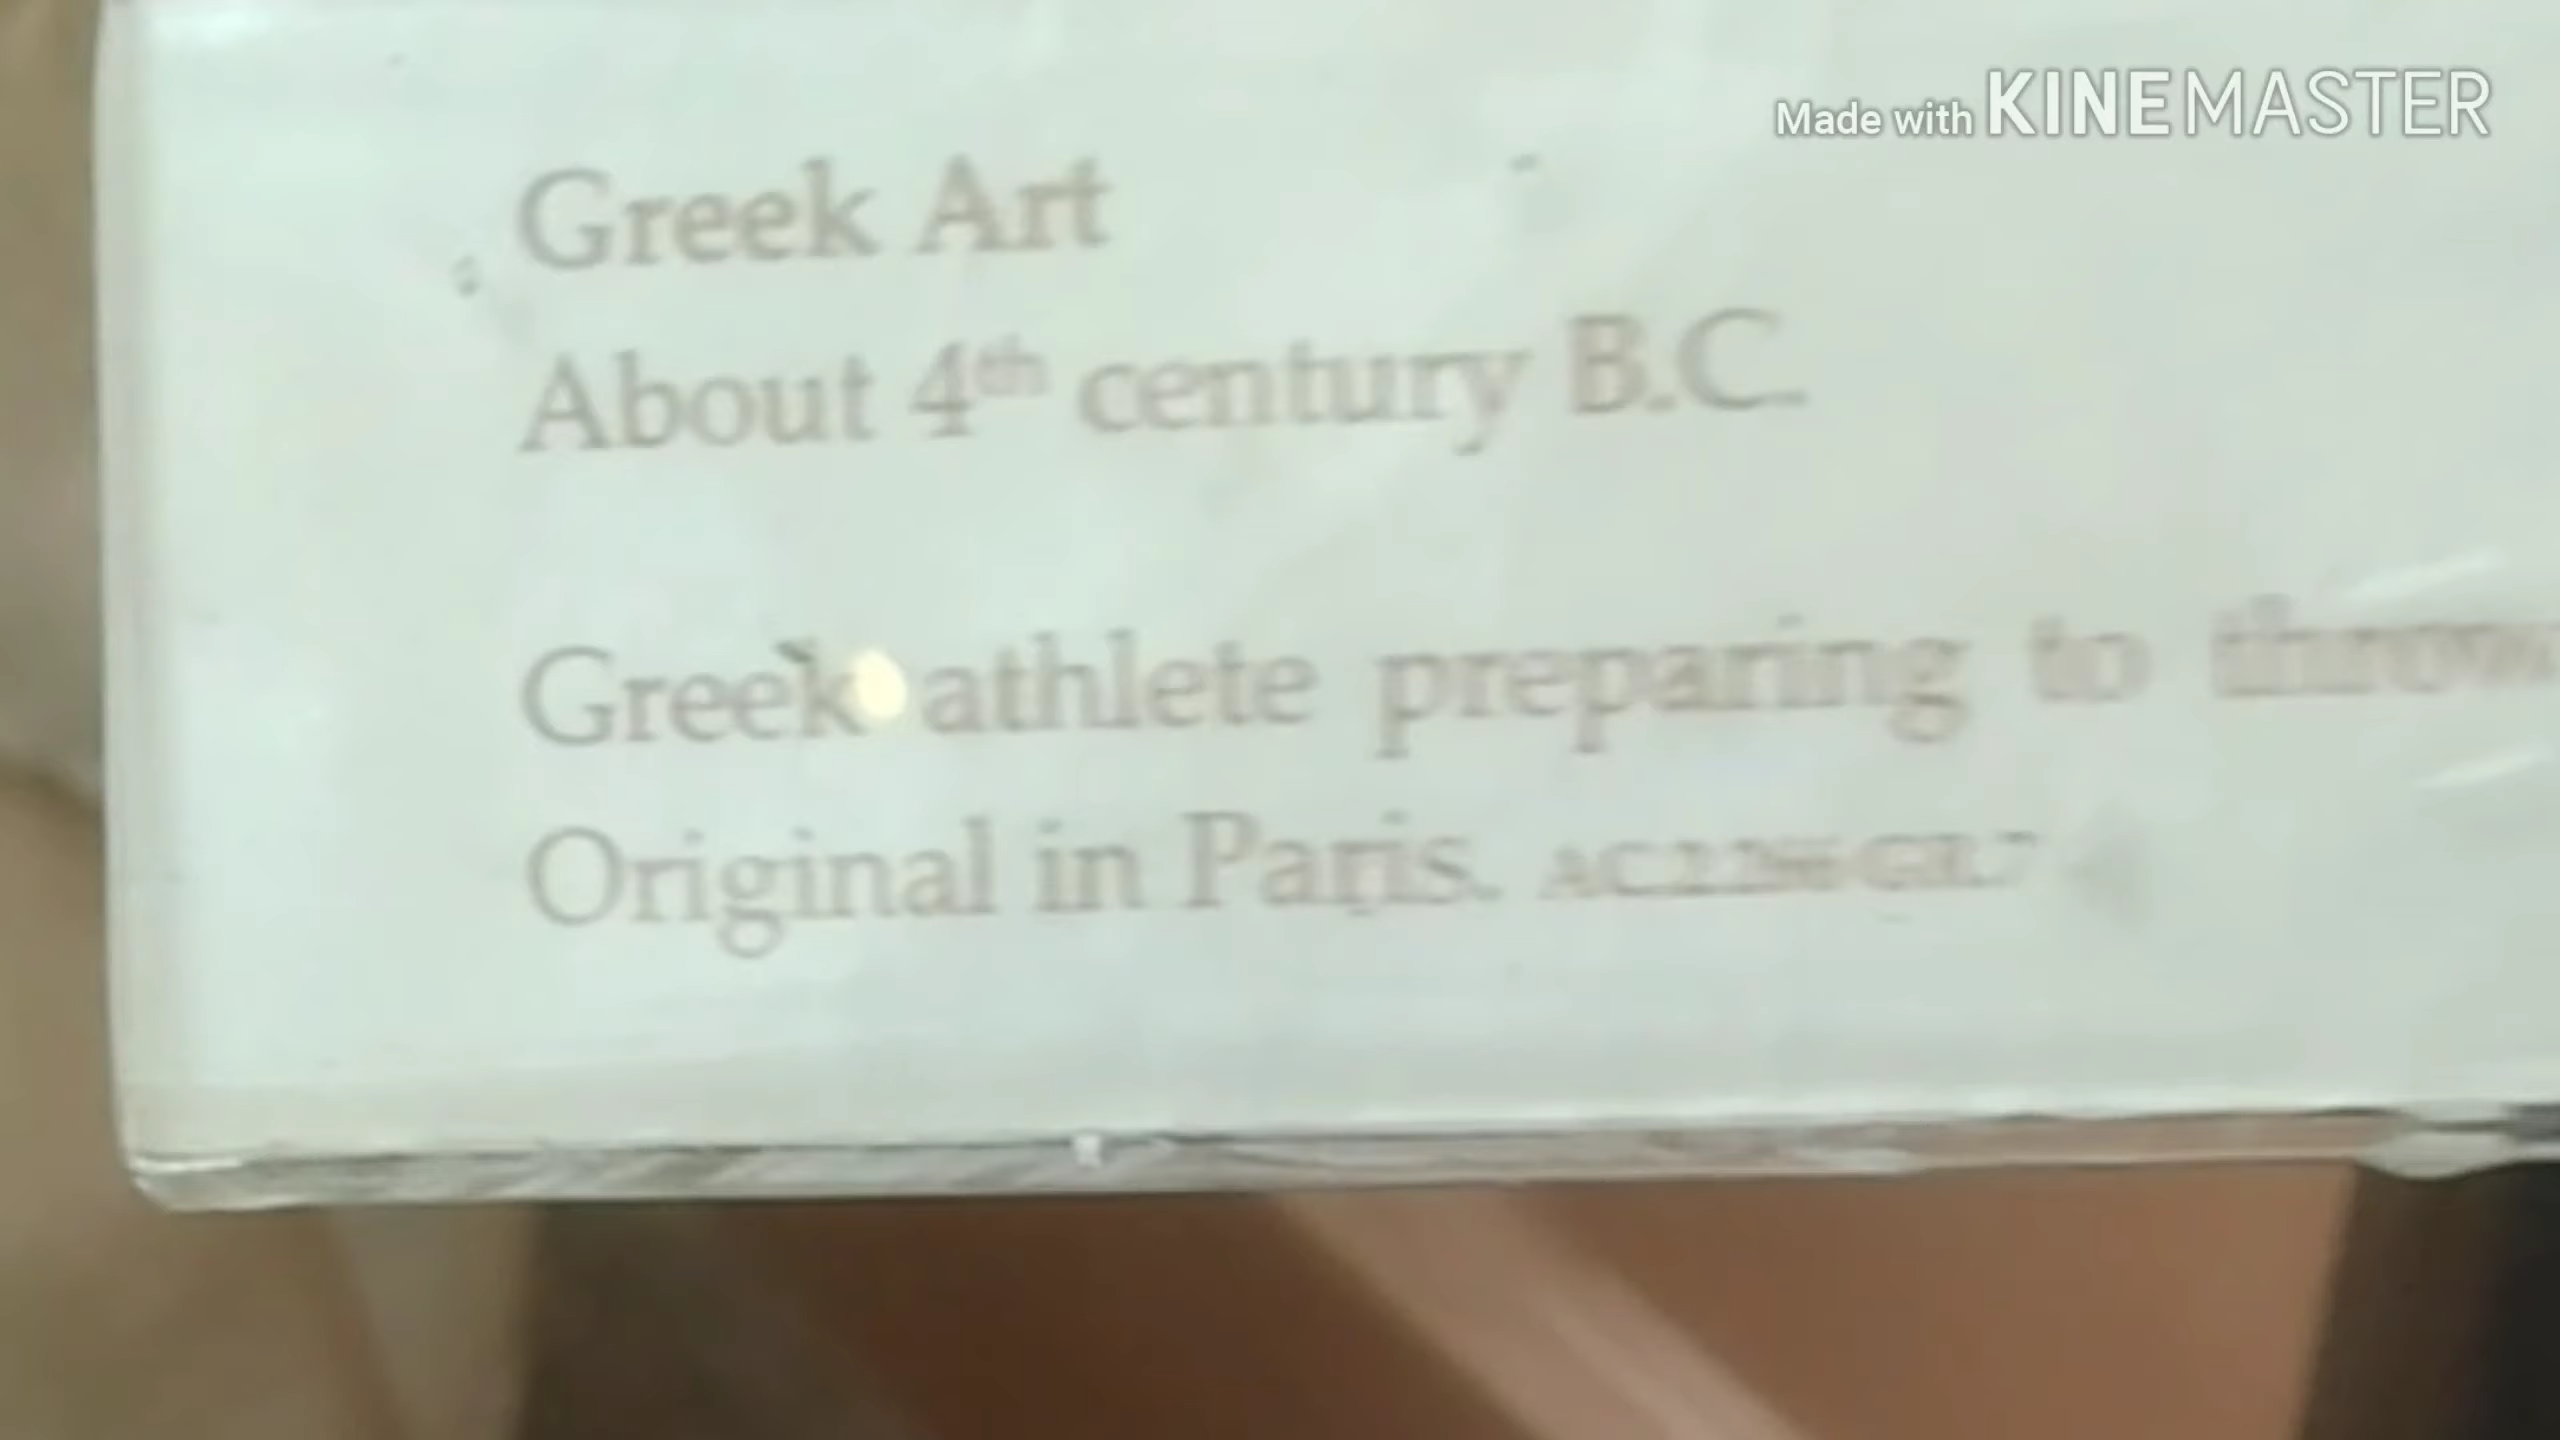 Made with KINEMASTER
Greek Art
About 4th century B.C.
Greek athlete preparing to
Original in Paris.